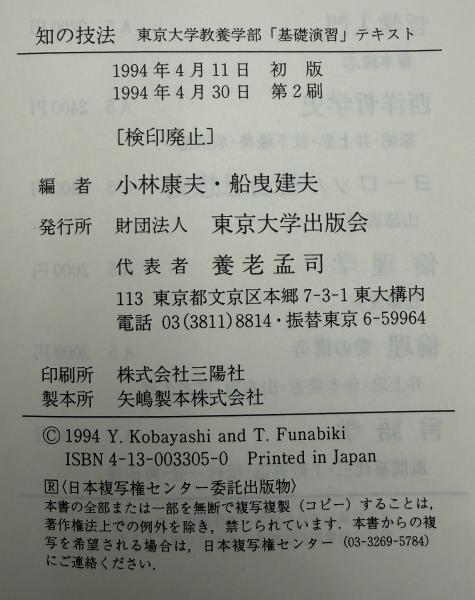 知の技法 東京大学教養学部「基礎演習」テキスト
1994年4月11日 初 版
1994年4月30日 第2刷
［検印廃止］
編 者 小林康夫・船曳建夫
発行所 財団法人 東京大学出版会
代表者 養老孟司
113 東京都文京区本郷7-3-1東大構内
電話 03(3811)8814・振替東京6-59964
印刷所 株式会社三陽社
製本所 矢嶋製本株式会社
© 1994 Y. Kobayashi and T. Funabiki
ISBN 4-13-003305-0 Printed in Japan
🅁〈日本複写権センター委託出版物〉
本書の全部または一部を無断で複写複製（コピー）することは，
著作権法上での例外を除き，禁じられています．本書からの複
写を希望される場合は，日本複写権センター（03-3269-5784）
にご連絡ください．